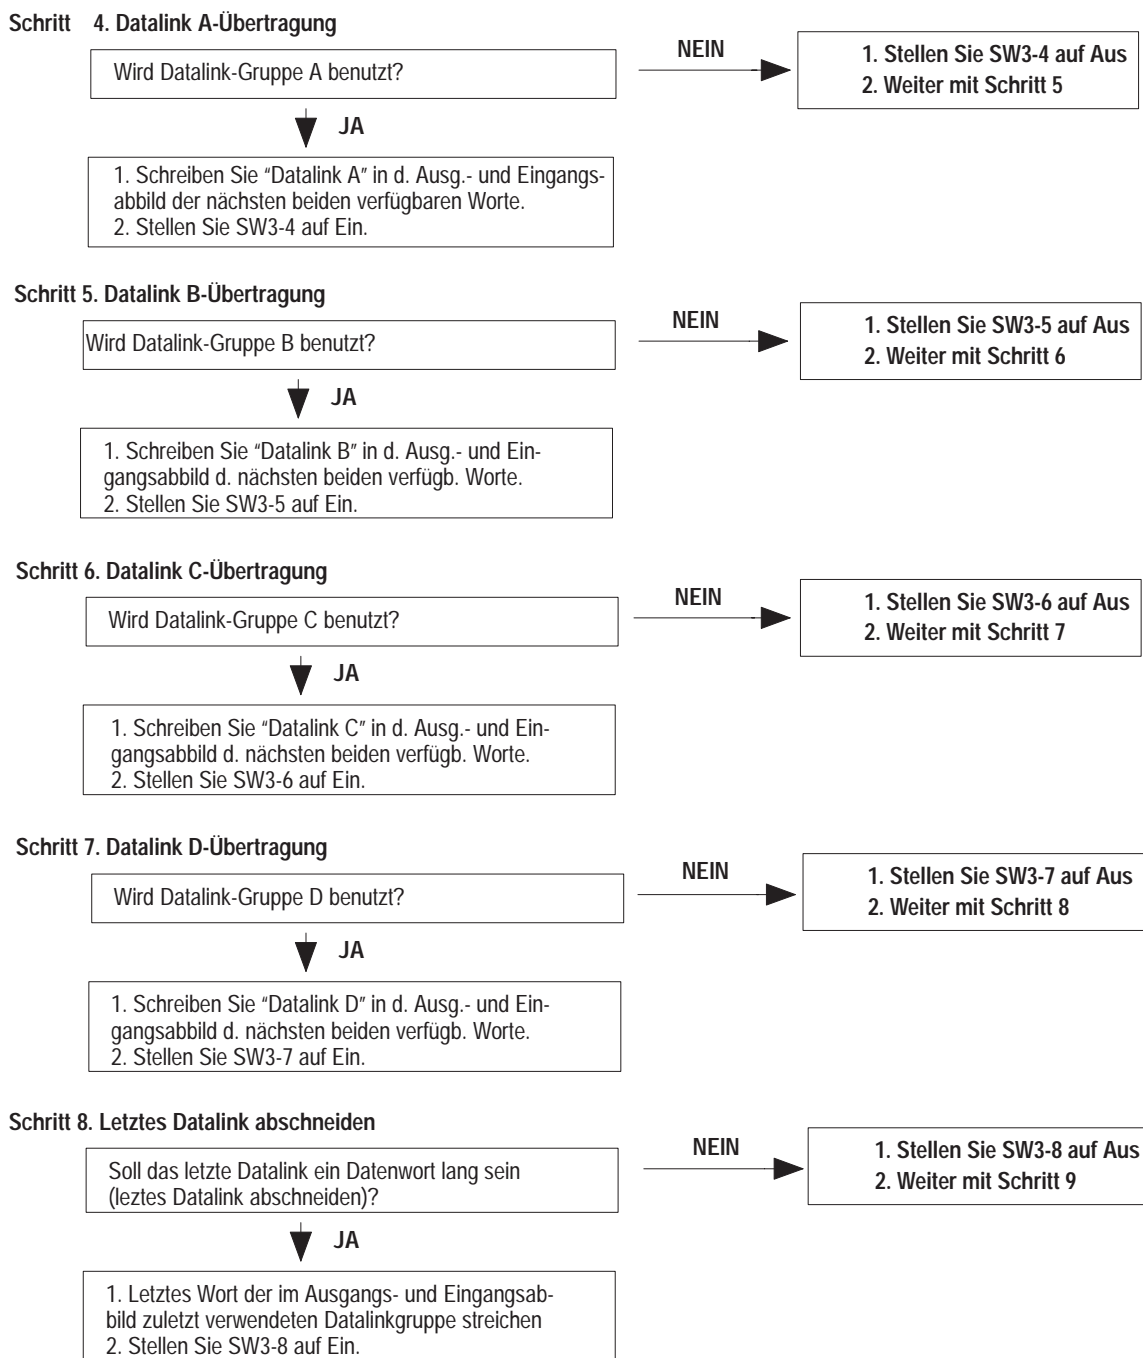 Schritt 4. Datalink A-Übertragung
Wird Datalink-Gruppe A benutzt?
NEIN
1. Stellen Sie SW3-4 auf Aus
2. Weiter mit Schritt 5
JA
1. Schreiben Sie "Datalink A" in d. Ausg.- und Eingangs-
abbild der nächsten beiden verfügbaren Worte.
2. Stellen Sie SW3-4 auf Ein.
Schritt 5. Datalink B-Übertragung
Wird Datalink-Gruppe B benutzt?
NEIN
1. Stellen Sie SW3-5 auf Aus
2. Weiter mit Schritt 6
JA
1. Schreiben Sie "Datalink B" in d. Ausg.- und Ein-
gangsabbild d. nächsten beiden verfügb. Worte.
2. Stellen Sie SW3-5 auf Ein.
Schritt 6. Datalink C-Übertragung
Wird Datalink-Gruppe C benutzt?
NEIN
1. Stellen Sie SW3-6 auf Aus
2. Weiter mit Schritt 7
JA
1. Schreiben Sie "Datalink C" in d. Ausg.- und Ein-
gangsabbild d. nächsten beiden verfügb. Worte.
2. Stellen Sie SW3-6 auf Ein.
Schritt 7. Datalink D-Übertragung
Wird Datalink-Gruppe D benutzt?
NEIN
1. Stellen Sie SW3-7 auf Aus
2. Weiter mit Schritt 8
JA
1. Schreiben Sie "Datalink D" in d. Ausg.- und Ein-
gangsabbild d. nächsten beiden verfügb. Worte.
2. Stellen Sie SW3-7 auf Ein.
Schritt 8. Letztes Datalink abschneiden
Soll das letzte Datalink ein Datenwort lang sein
(leztes Datalink abschneiden)?
NEIN
1. Stellen Sie SW3-8 auf Aus
2. Weiter mit Schritt 9
JA
1. Letztes Wort der im Ausgangs- und Eingangsab-
bild zuletzt verwendeten Datalinkgruppe streichen
2. Stellen Sie SW3-8 auf Ein.